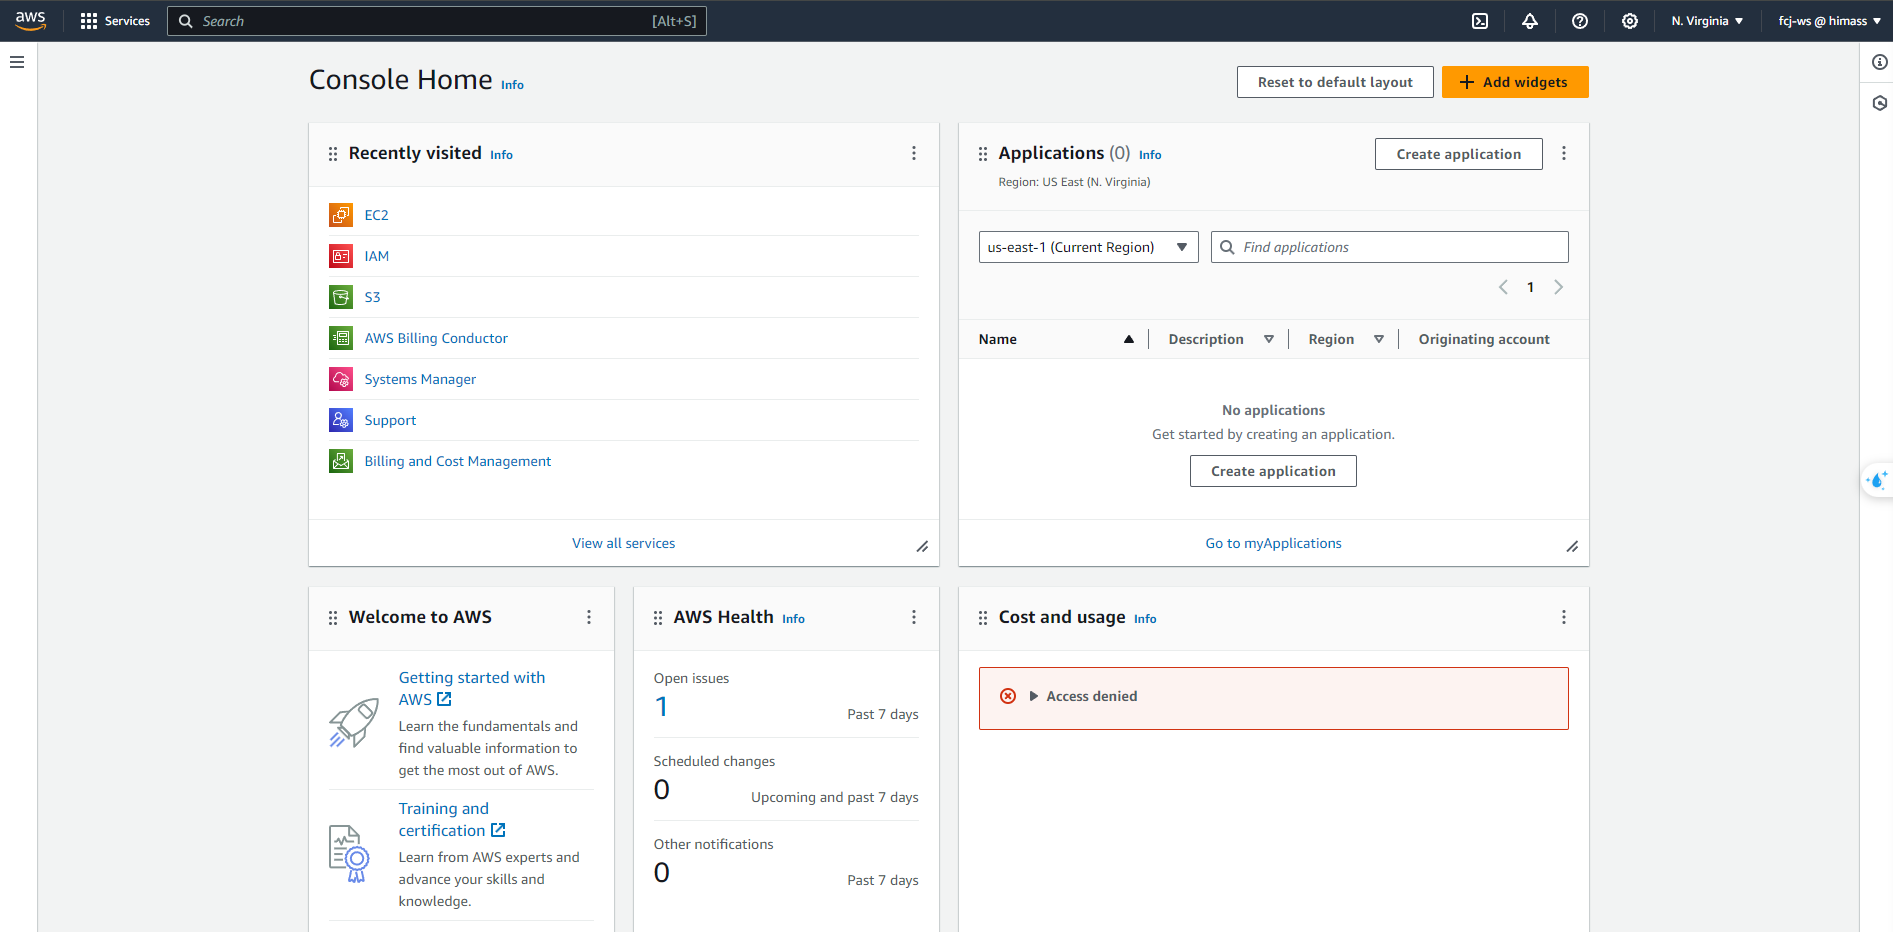 aws
Services
Search
[Alt+S]
N. Virginia
fcj-ws @ himass
Console Home Info
Reset to default layout
Add widgets
Recently visited Info
EC2
IAM
S3
AWS Billing Conductor
Systems Manager
Support
Billing and Cost Management
View all services
Applications (0) Info
Region: US East (N. Virginia)
Create application
us-east-1 (Current Region)
Find applications
1
Name
Description
Region
Originating account
No applications
Get started by creating an application.
Create application
Go to myApplications
Welcome to AWS
Getting started with
AWS
Learn the fundamentals and
find valuable information to
get the most out of AWS.
Training and
certification
Learn from AWS experts and
advance your skills and
knowledge.
AWS Health Info
Open issues
1
Past 7 days
Scheduled changes
0
Upcoming and past 7 days
Other notifications
0
Past 7 days
Cost and usage Info
Access denied